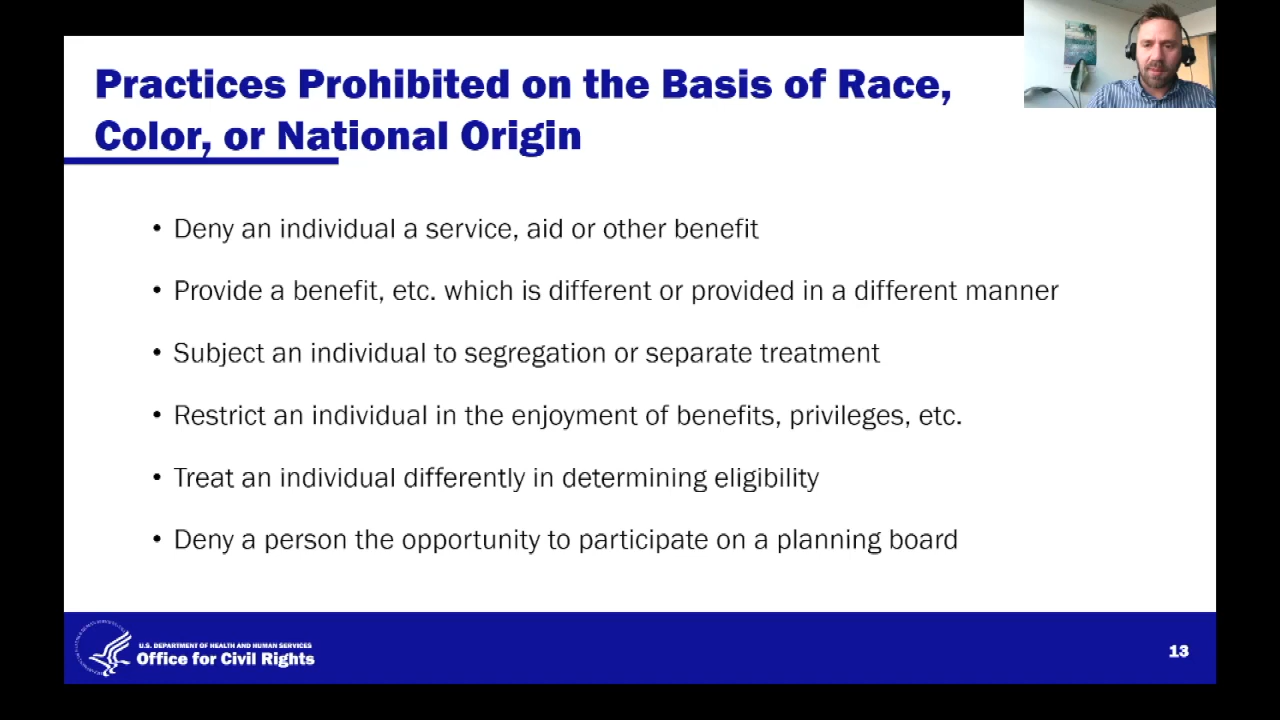 Practices Prohibited on the Basis of Race,
Color, or National Origin
• Deny an individual a service, aid or other benefit
• Provide a benefit, etc. which is different or provided in a different manner
• Subject an individual to segregation or separate treatment
• Restrict an individual in the enjoyment of benefits, privileges, etc.
• Treat an individual differently in determining eligibility
• Deny a person the opportunity to participate on a planning board
U.S. DEPARTMENT OF HEALTH AND HUMAN SERVICES
Office for Civil Rights
13